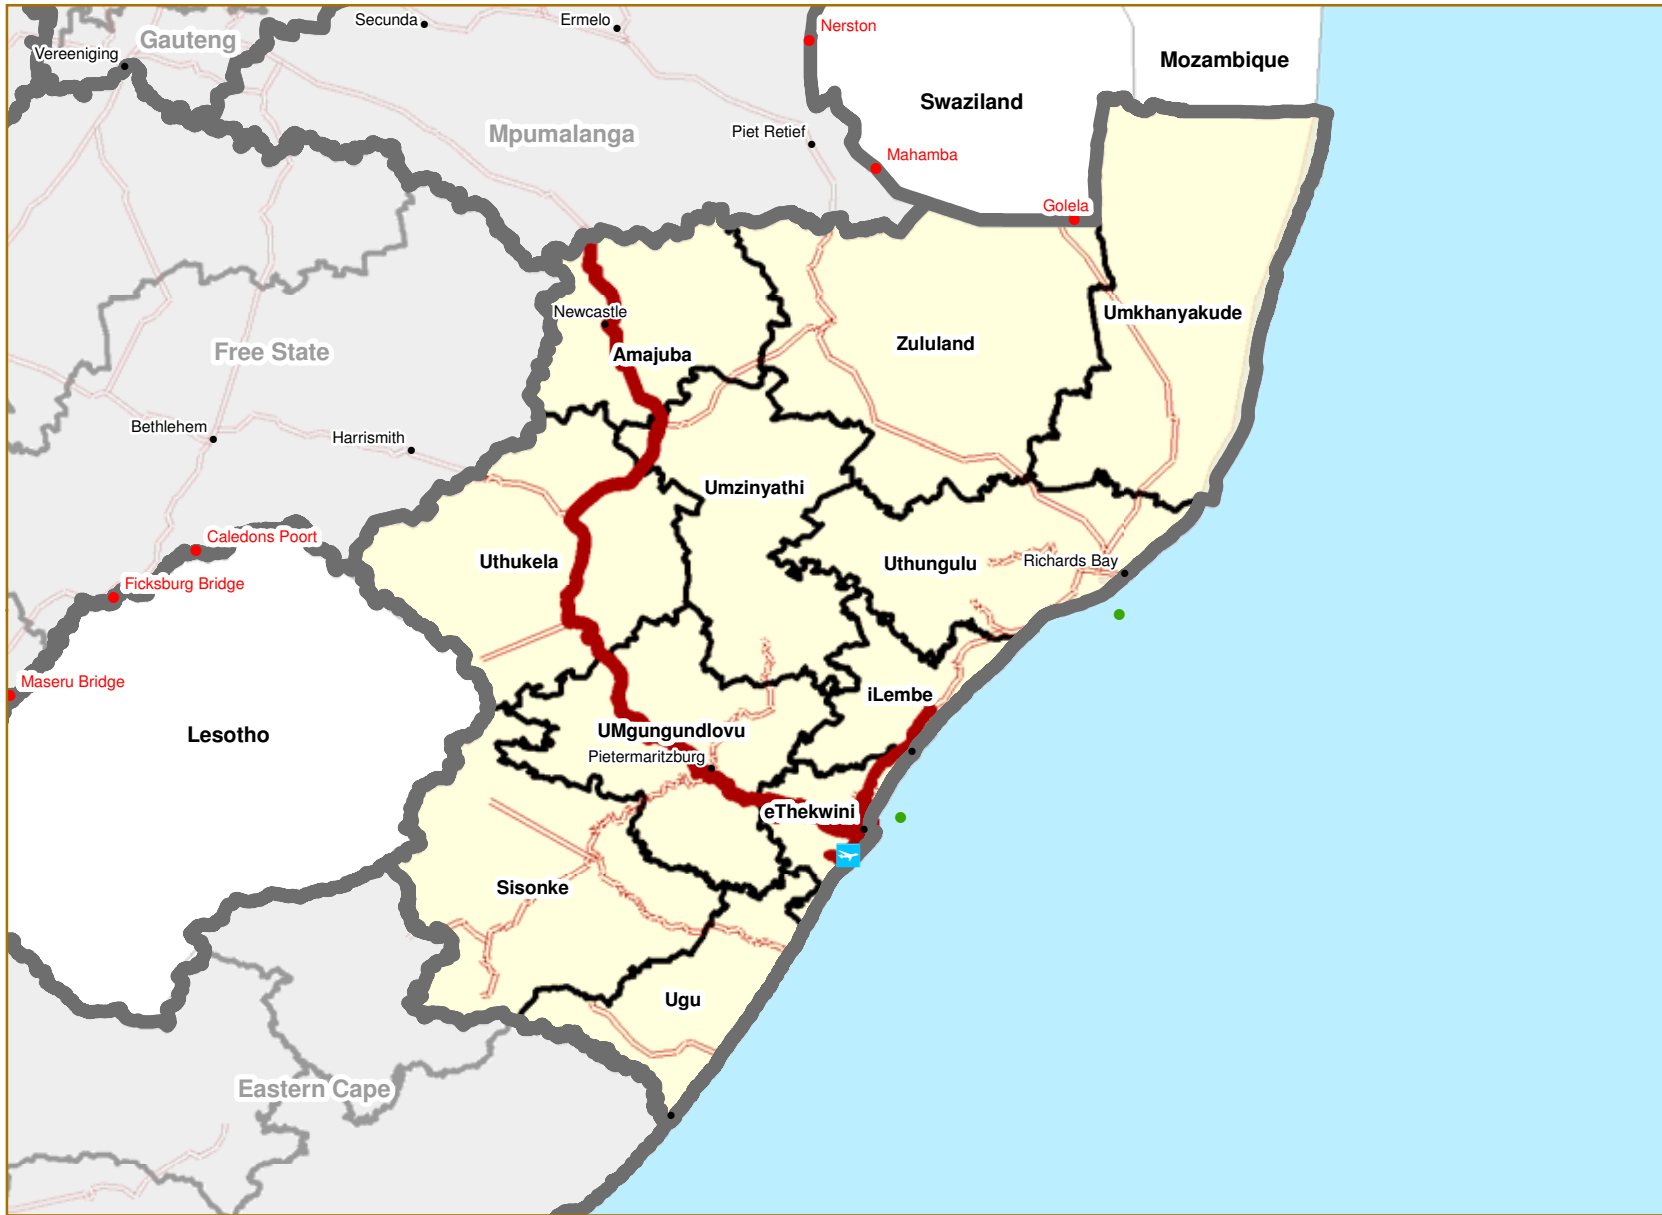 Secunda
Ermelo
Nerston
Gauteng
Vereeniging
Mozambique
Swaziland
Mpumalanga
Piet Retief
Mahamba
Golela
Newcastle
Umkhanyakude
Zululand
Free State
Amajuba
Bethlehem
Harrismith
Umzinyathi
Caledons Poort
Uthukela
Uthungulu
Richards Bay
Ficksburg Bridge
Maseru Bridge
iLembe
Lesotho
UMgungundlovu
Pietermaritzburg
eThekwini
Sisonke
Ugu
Eastern Cape